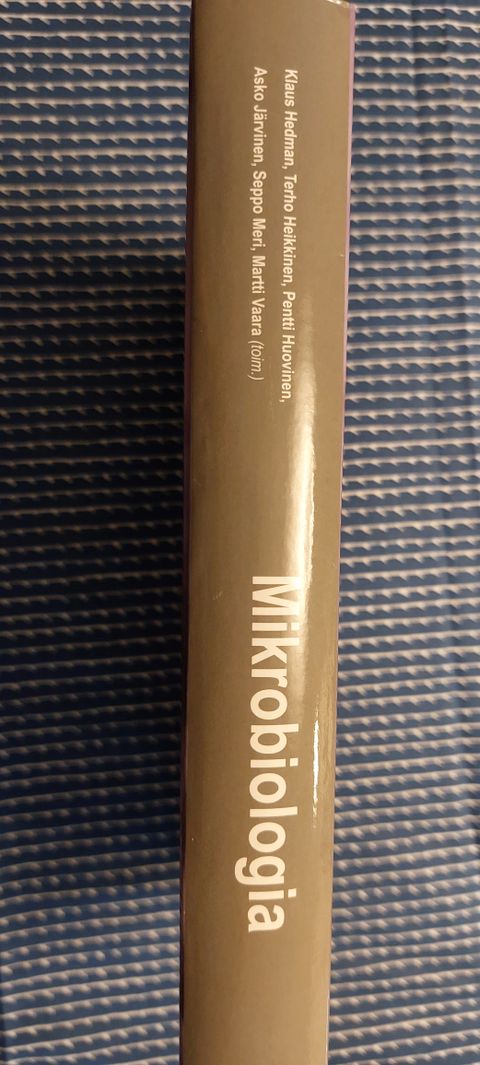 Klaus Hedman, Terho Heikkinen, Pentti Huovinen,
Asko Järvinen, Seppo Meri, Martti Vaara (toim.)
Mikrobiologia